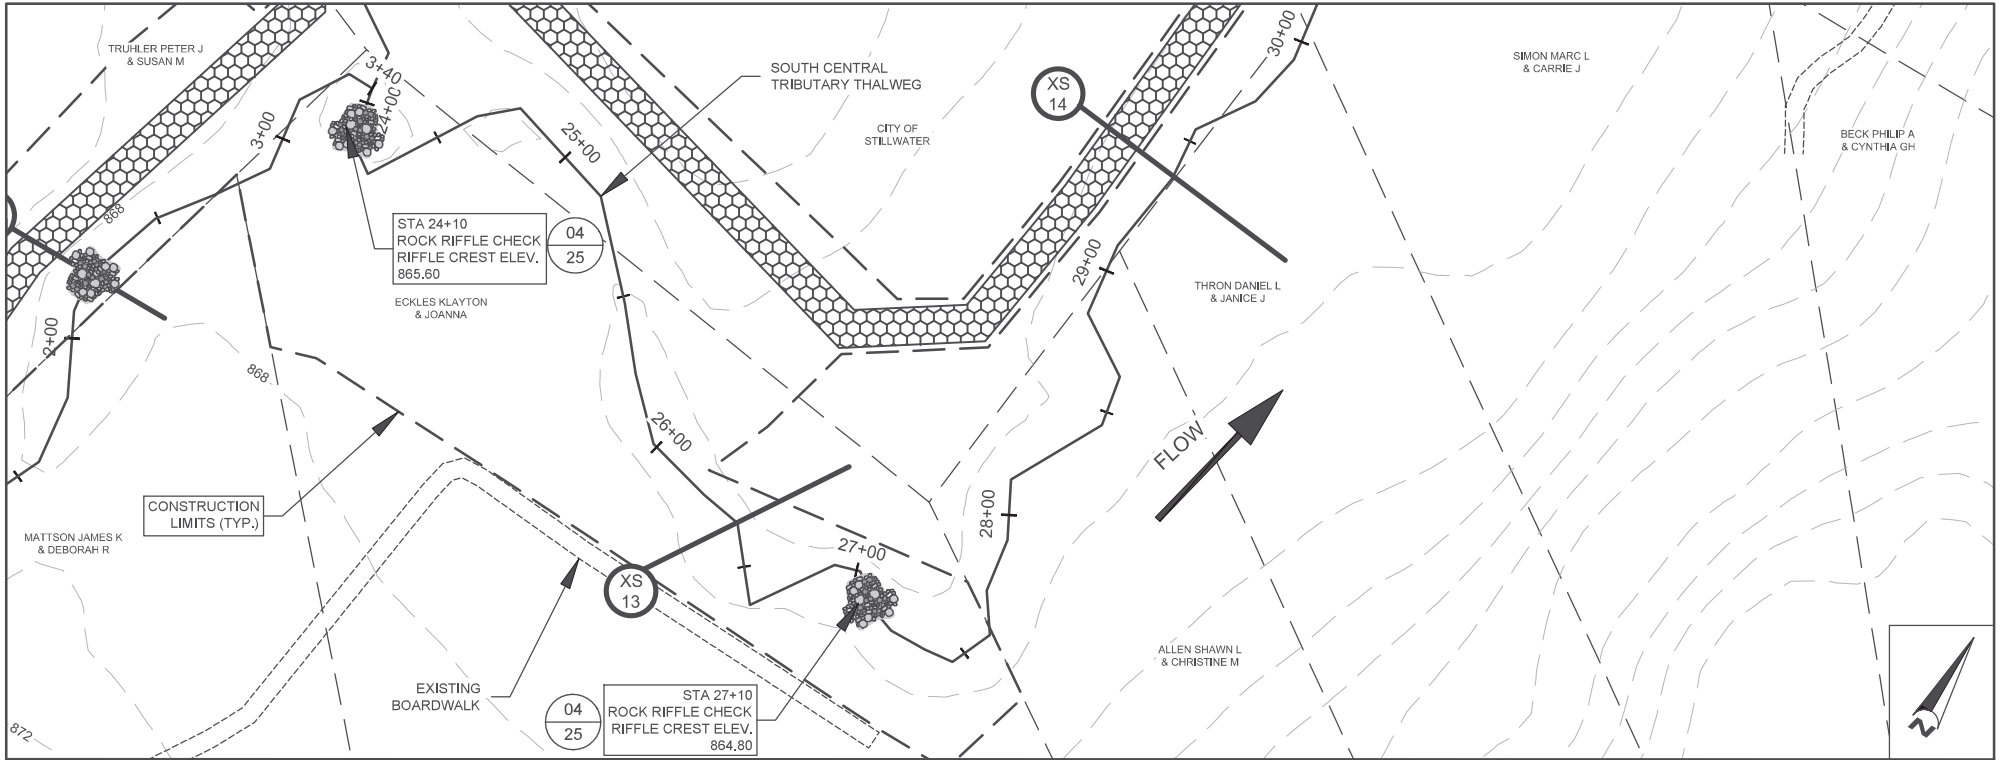 TRUHLER PETER J
& SUSAN M
3+40
24+00
3+00
868
2+00
SOUTH CENTRAL
TRIBUTARY THALWEG
25+00
CITY OF
STILLWATER
XS
14
30+00
SIMON MARC L
& CARRIE J
BECK PHILIP A
& CYNTHIA GH
STA 24+10
ROCK RIFFLE CHECK
RIFFLE CREST ELEV.
865.60
04
25
ECKLES KLAYTON
& JOANNA
29+00
THRON DANIEL L
& JANICE J
868
26+00
FLOW
CONSTRUCTION
LIMITS (TYP.)
MATTSON JAMES K
& DEBORAH R
28+00
27+00
XS
13
ALLEN SHAWN L
& CHRISTINE M
EXISTING
BOARDWALK
04
25
STA 27+10
ROCK RIFFLE CHECK
RIFFLE CREST ELEV.
864.80
872
N